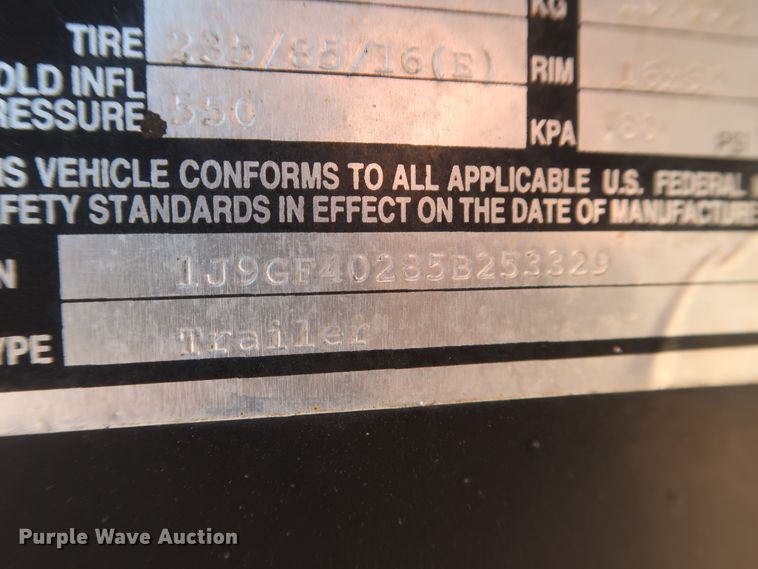 KG
TIRE 235/85/16(E) RIM
OLD INFL
RESSURE 550 KPA PSI
IS VEHICLE CONFORMS TO ALL APPLICABLE U.S. FEDERAL
FETY STANDARDS IN EFFECT ON THE DATE OF MANUFACTURE
N 1J9GF40285B253329
YPE Trailer
Purple Wave Auction